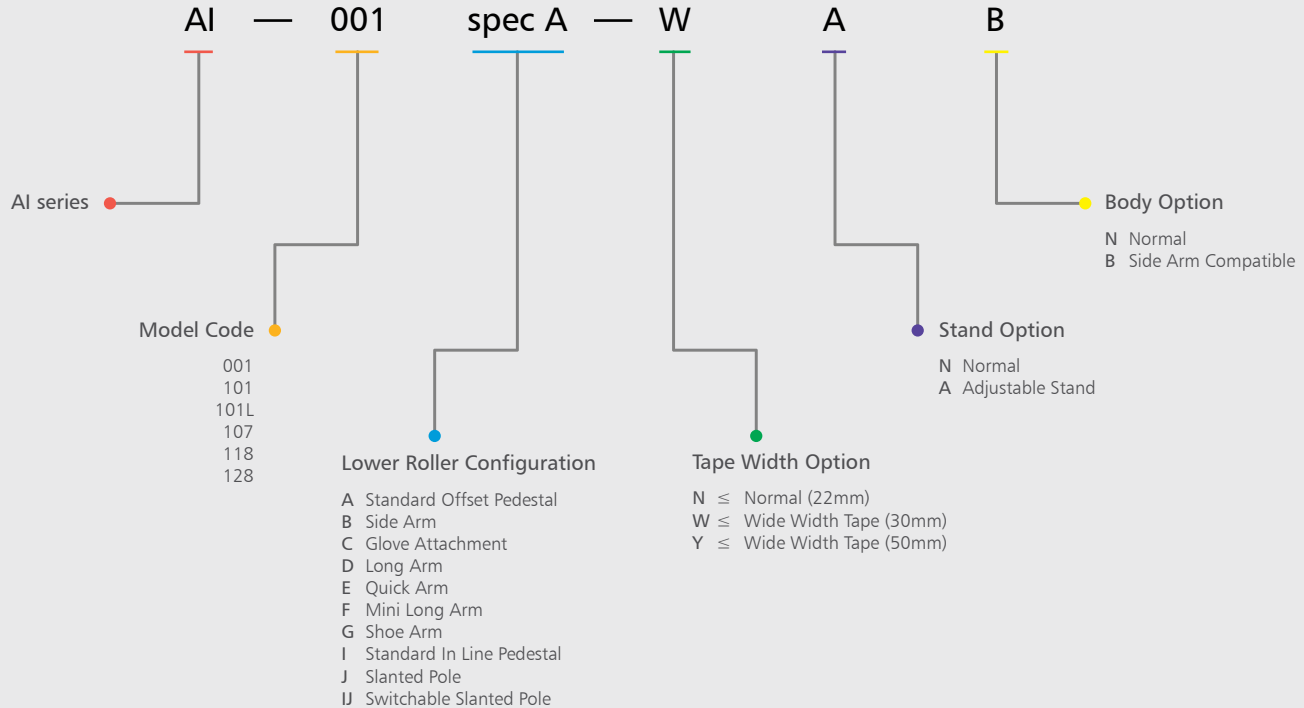 AI — 001 spec A — W A B
AI series
Body Option
N Normal
B Side Arm Compatible
Model Code
001
101
101L
107
118
128
Stand Option
N Normal
A Adjustable Stand
Lower Roller Configuration
A Standard Offset Pedestal
B Side Arm
C Glove Attachment
D Long Arm
E Quick Arm
F Mini Long Arm
G Shoe Arm
I Standard In Line Pedestal
J Slanted Pole
IJ Switchable Slanted Pole
Tape Width Option
N ≤ Normal (22mm)
W ≤ Wide Width Tape (30mm)
Y ≤ Wide Width Tape (50mm)